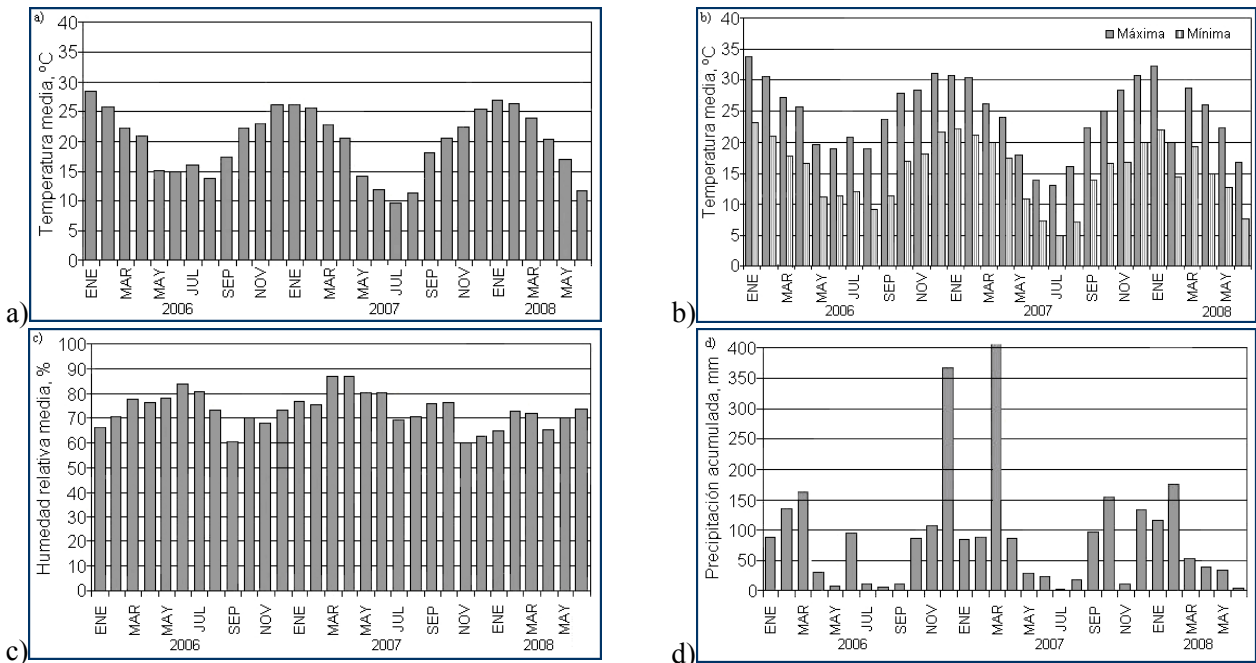 a)
Temperatura media, ºC
40
35
30
25
20
15
10
5
0
ENE MAR MAY JUL SEP NOV ENE MAR MAY JUL SEP NOV ENE MAR MAY
2006 2007 2008
a)
b)
Máxima Mínima
Temperatura media, ºC
40
35
30
25
20
15
10
5
0
ENE MAR MAY JUL SEP NOV ENE MAR MAY JUL SEP NOV ENE MAR MAY
2006 2007 2008
b)
c)
Humedad relativa media, %
100
90
80
70
60
50
40
30
20
10
0
ENE MAR MAY JUL SEP NOV ENE MAR MAY JUL SEP NOV ENE MAR MAY
2006 2007 2008
c)
e)
Precipitación acumulada, mm
400
350
300
250
200
150
100
50
0
ENE MAR MAY JUL SEP NOV ENE MAR MAY JUL SEP NOV ENE MAR MAY
2006 2007 2008
d)